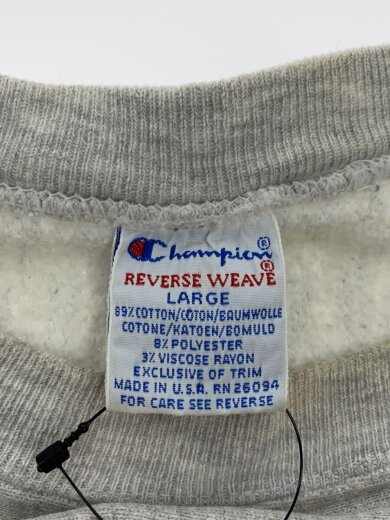 Champion®
REVERSE WEAVE®
LARGE
89% COTTON/COTON/BAUMWOLLE
COTONE/KATOEN/BOMULD
8% POLYESTER
3% VISCOSE RAYON
EXCLUSIVE OF TRIM
MADE IN U.S.A. RN 26094
FOR CARE SEE REVERSE